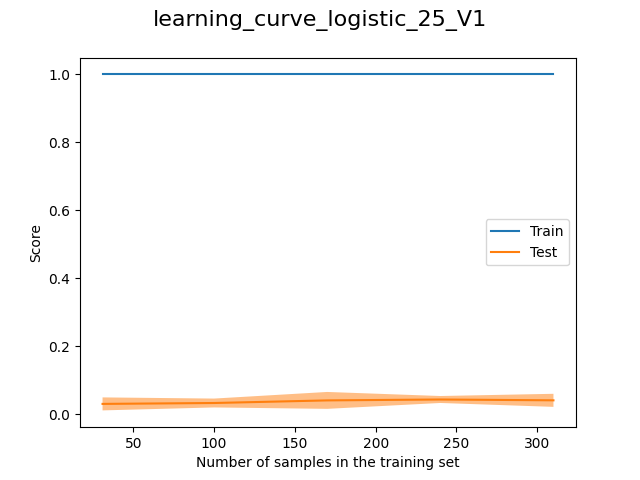 learning_curve_logistic_25_V1
1.0
0.8
0.6
0.4
0.2
0.0
Score
Train
Test
50
100
150
200
250
300
Number of samples in the training set